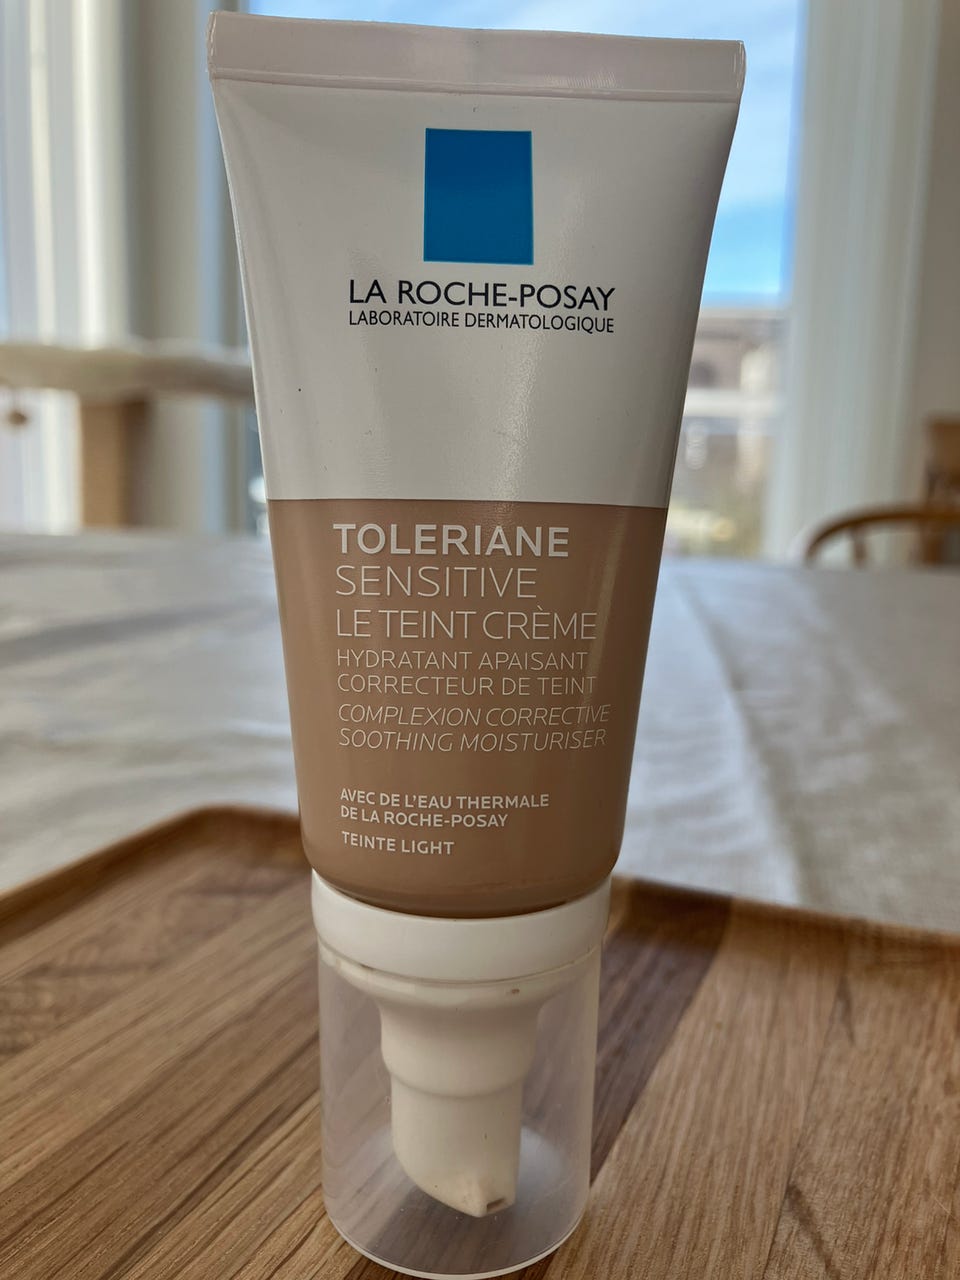 LA ROCHE-POSAY
LABORATOIRE DERMATOLOGIQUE
TOLERIANE
SENSITIVE
LE TEINT CRÈME
HYDRATANT APAISANT
CORRECTEUR DE TEINT
COMPLEXION CORRECTIVE
SOOTHING MOISTURISER
AVEC DE L'EAU THERMALE
DE LA ROCHE-POSAY
TEINTE LIGHT